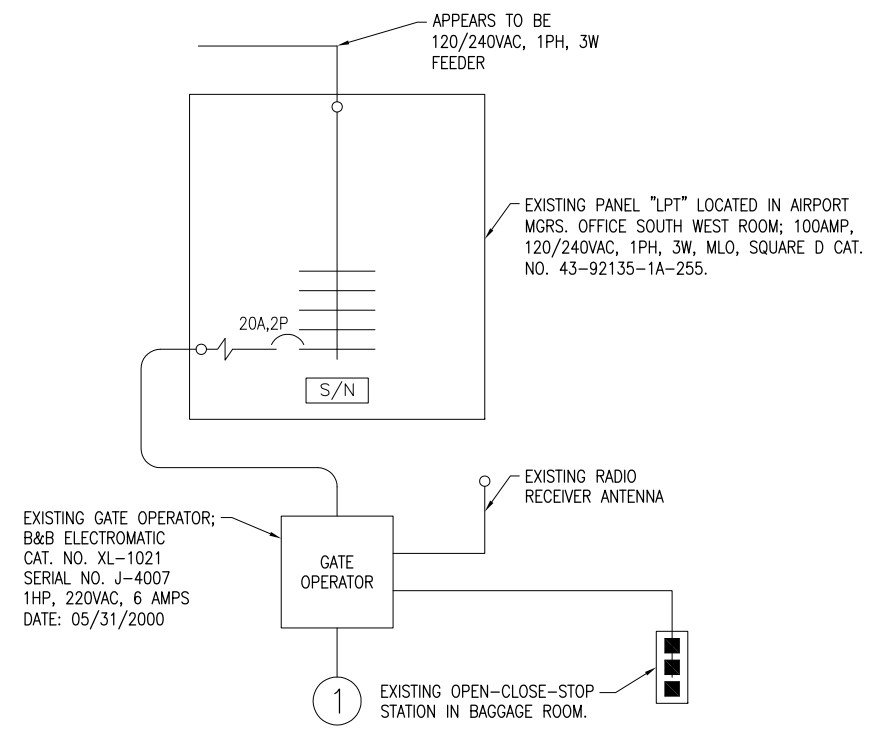 APPEARS TO BE
120/240VAC, 1PH, 3W
FEEDER
EXISTING PANEL "LPT" LOCATED IN AIRPORT
MGRS. OFFICE SOUTH WEST ROOM; 100AMP,
120/240VAC, 1PH, 3W, MLO, SQUARE D CAT.
NO. 43-92135-1A-255.
20A,2P
S/N
EXISTING RADIO
RECEIVER ANTENNA
EXISTING GATE OPERATOR;
B&B ELECTROMATIC
CAT. NO. XL-1021
SERIAL NO. J-4007
1HP, 220VAC, 6 AMPS
DATE: 05/31/2000
GATE
OPERATOR
1
EXISTING OPEN-CLOSE-STOP
STATION IN BAGGAGE ROOM.